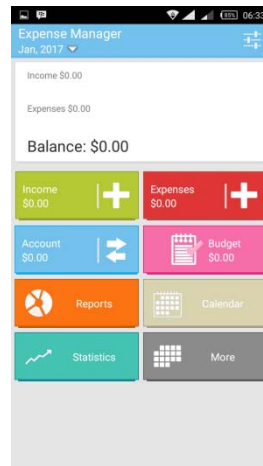 85% 06:33
Expense Manager
Jan, 2017
Income $0.00
Expenses $0.00
Balance: $0.00
Income
$0.00
Expenses
$0.00
Account
$0.00
Budget
$0.00
Reports
Calendar
Statistics
More